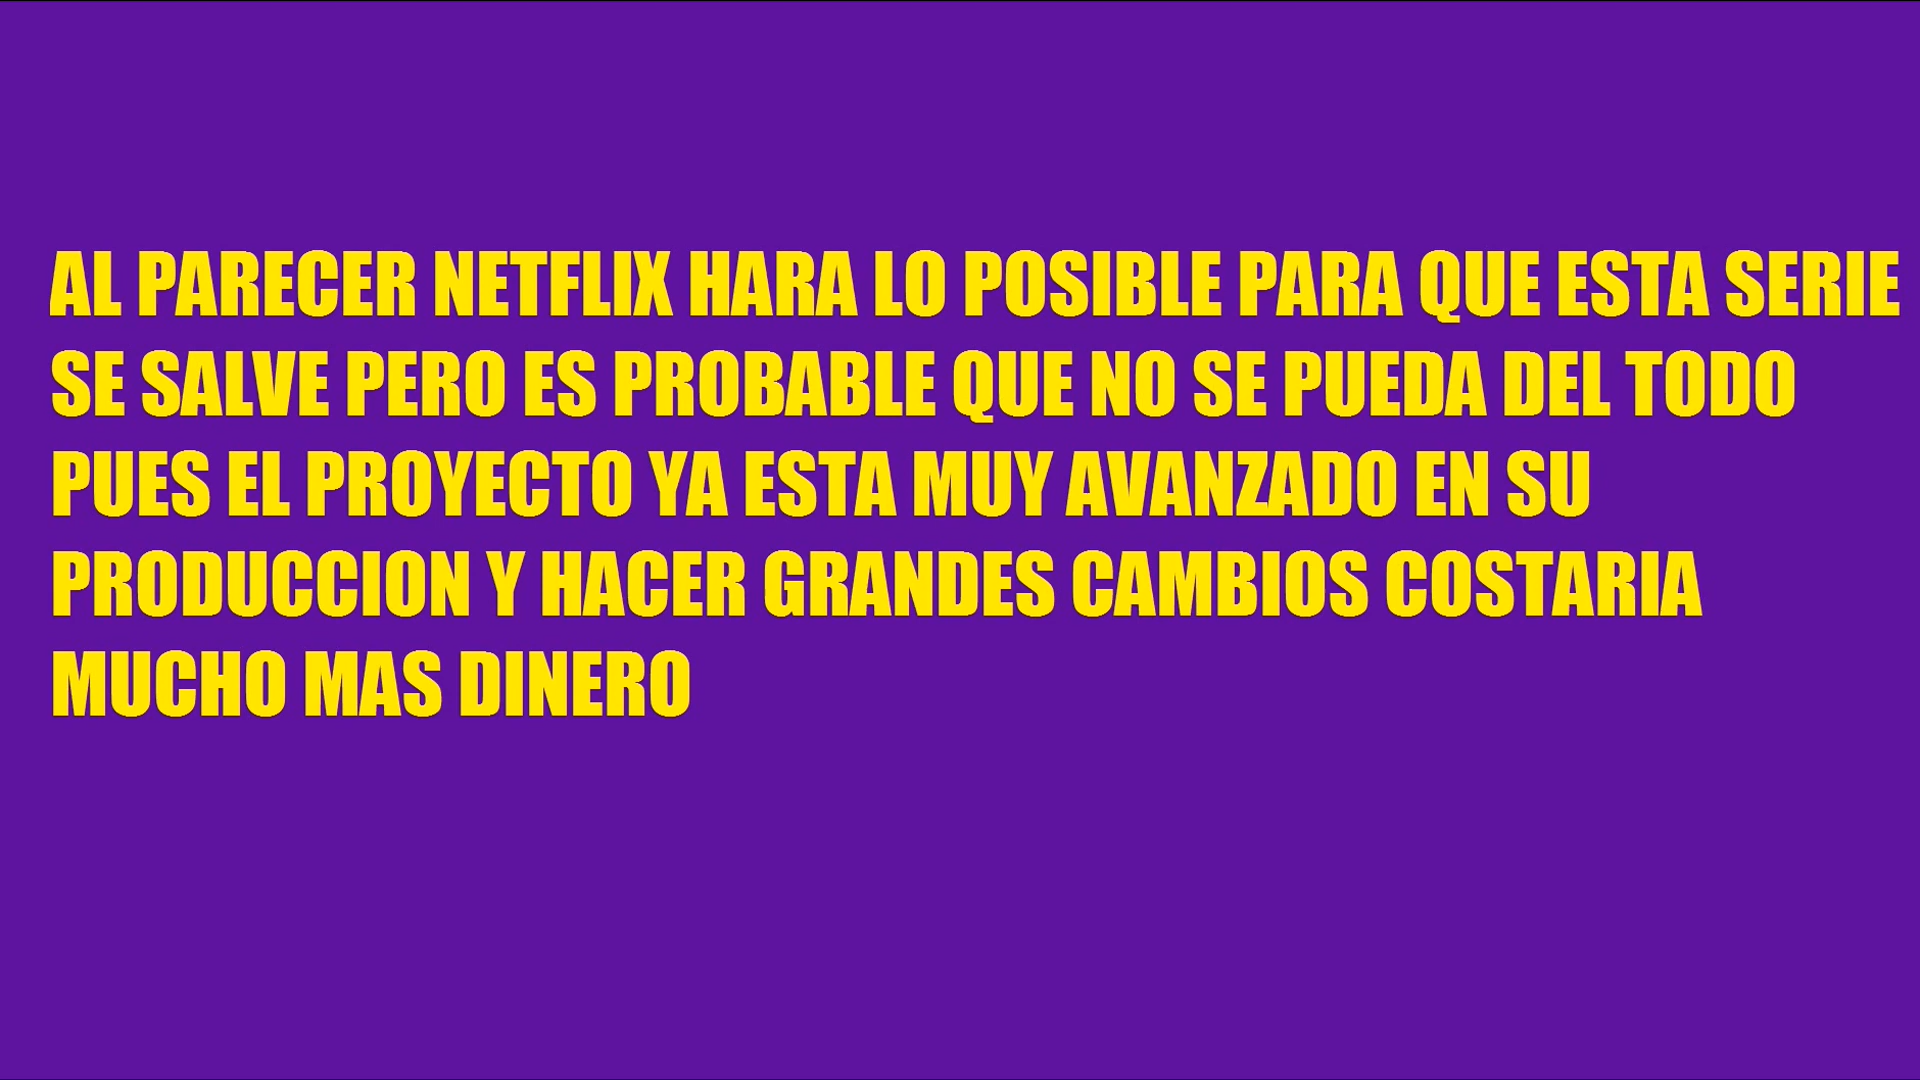 AL PARECER NETFLIX HARA LO POSIBLE PARA QUE ESTA SERIE
SE SALVE PERO ES PROBABLE QUE NO SE PUEDA DEL TODO
PUES EL PROYECTO YA ESTA MUY AVANZADO EN SU
PRODUCCION Y HACER GRANDES CAMBIOS COSTARIA
MUCHO MAS DINERO